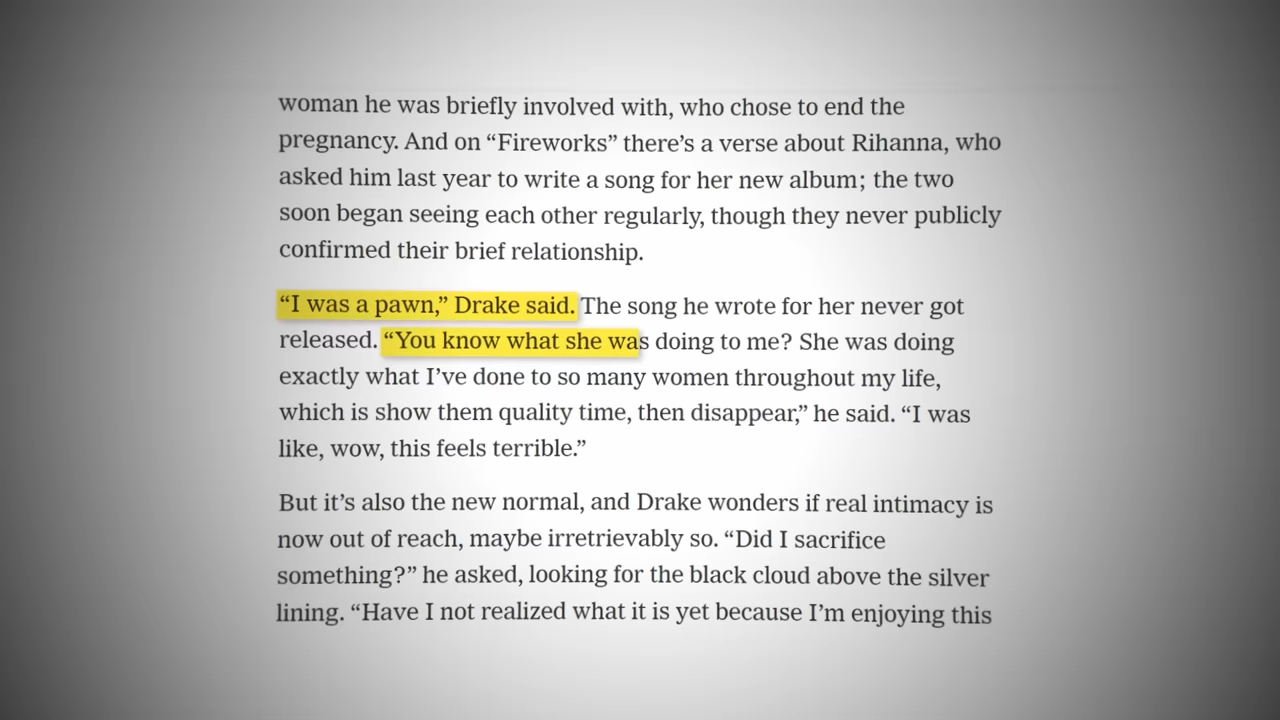 woman he was briefly involved with, who chose to end the
pregnancy. And on “Fireworks” there’s a verse about Rihanna, who
asked him last year to write a song for her new album; the two
soon began seeing each other regularly, though they never publicly
confirmed their brief relationship.
“I was a pawn,” Drake said. The song he wrote for her never got
released. “You know what she was doing to me? She was doing
exactly what I’ve done to so many women throughout my life,
which is show them quality time, then disappear,” he said. “I was
like, wow, this feels terrible.”
But it’s also the new normal, and Drake wonders if real intimacy is
now out of reach, maybe irretrievably so. “Did I sacrifice
something?” he asked, looking for the black cloud above the silver
lining. “Have I not realized what it is yet because I’m enjoying this